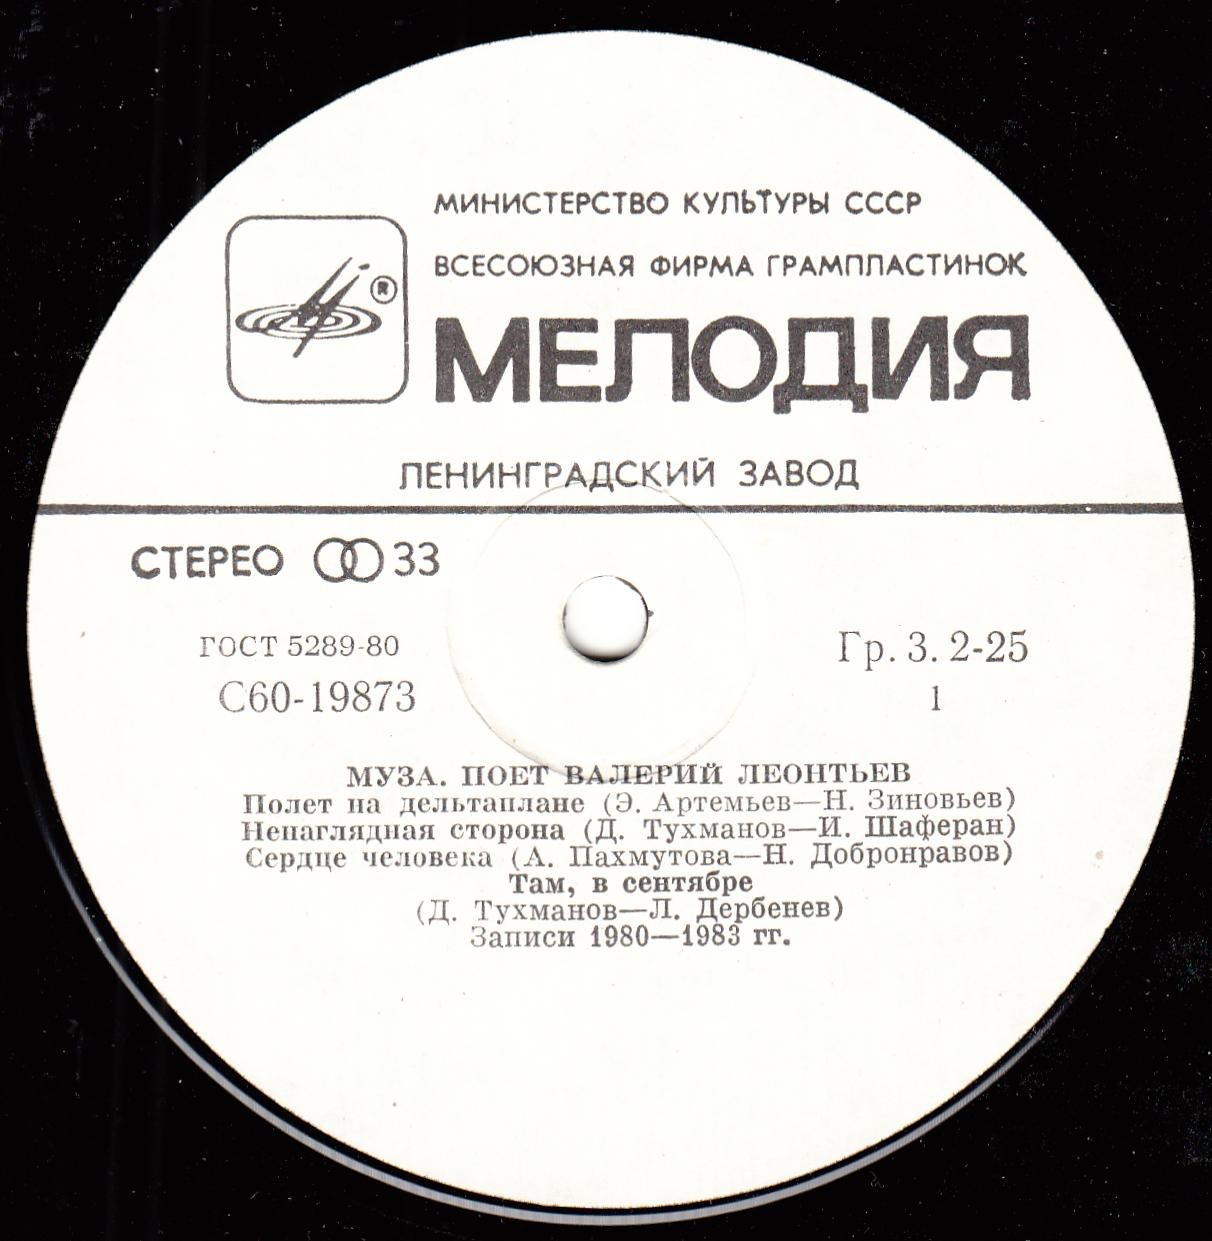 МИНИСТЕРСТВО КУЛЬТУРЫ СССР
ВСЕСОЮЗНАЯ ФИРМА ГРАМПЛАСТИНОК
®
МЕЛОДИЯ
ЛЕНИНГРАДСКИЙ ЗАВОД
СТЕРЕО 33
ГОСТ 5289-80
Гр. 3. 2-25
С60-19873
1
МУЗА. ПОЕТ ВАЛЕРИЙ ЛЕОНТЬЕВ
Полет на дельтаплане (Э. Артемьев—Н. Зиновьев)
Ненаглядная сторона (Д. Тухманов—И. Шаферан)
Сердце человека (А. Пахмутова—Н. Добронравов)
Там, в сентябре
(Д. Тухманов—Л. Дербенев)
Записи 1980—1983 гг.